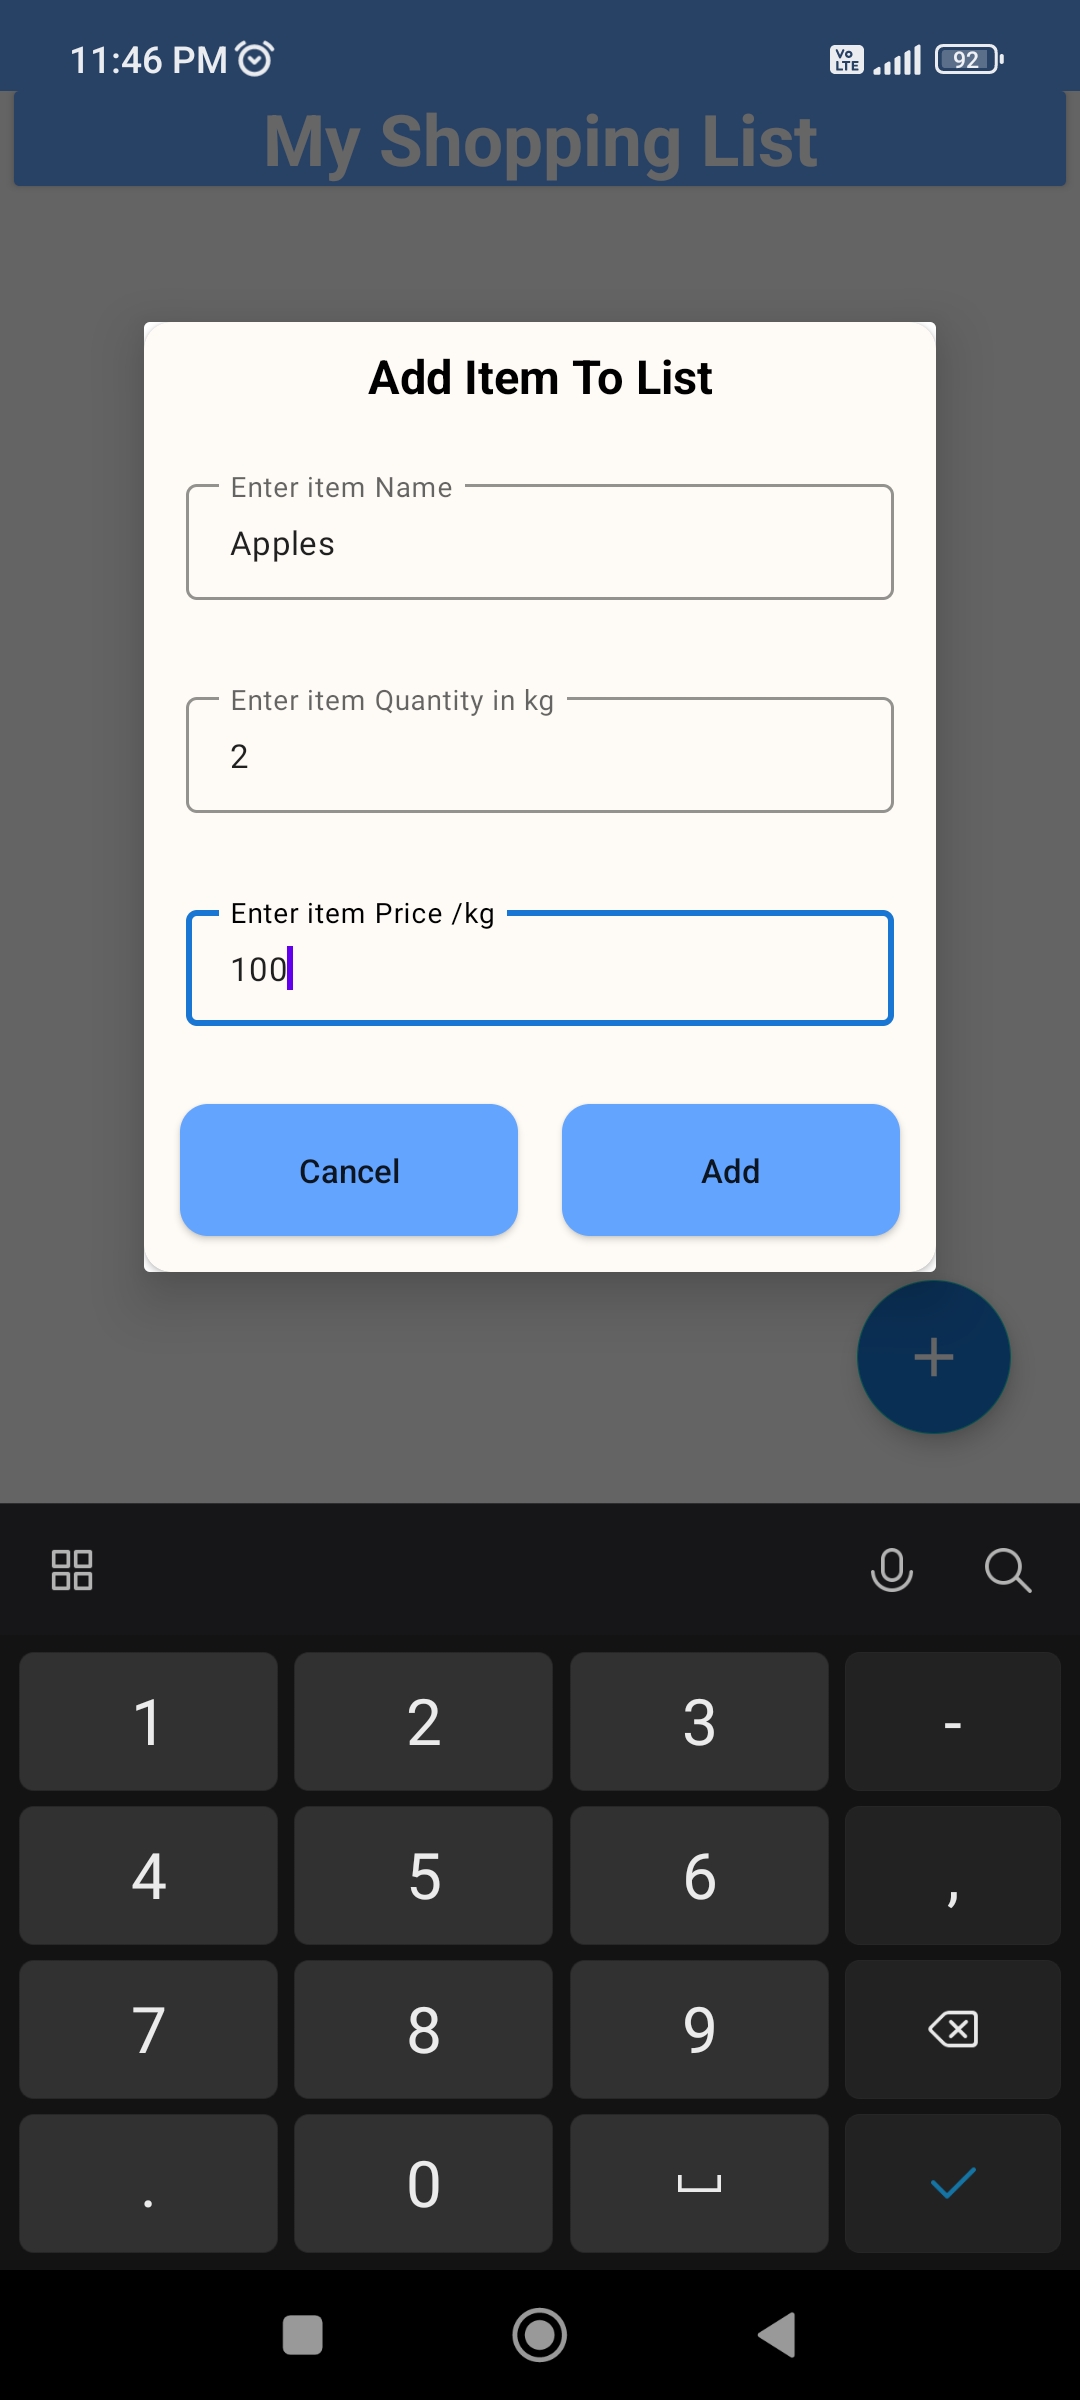 11:46 PM
Vo LTE
92
My Shopping List
Add Item To List
Enter item Name
Apples
Enter item Quantity in kg
2
Enter item Price /kg
100
Cancel Add
+
1 2 3 -
4 5 6 ,
7 8 9
. 0